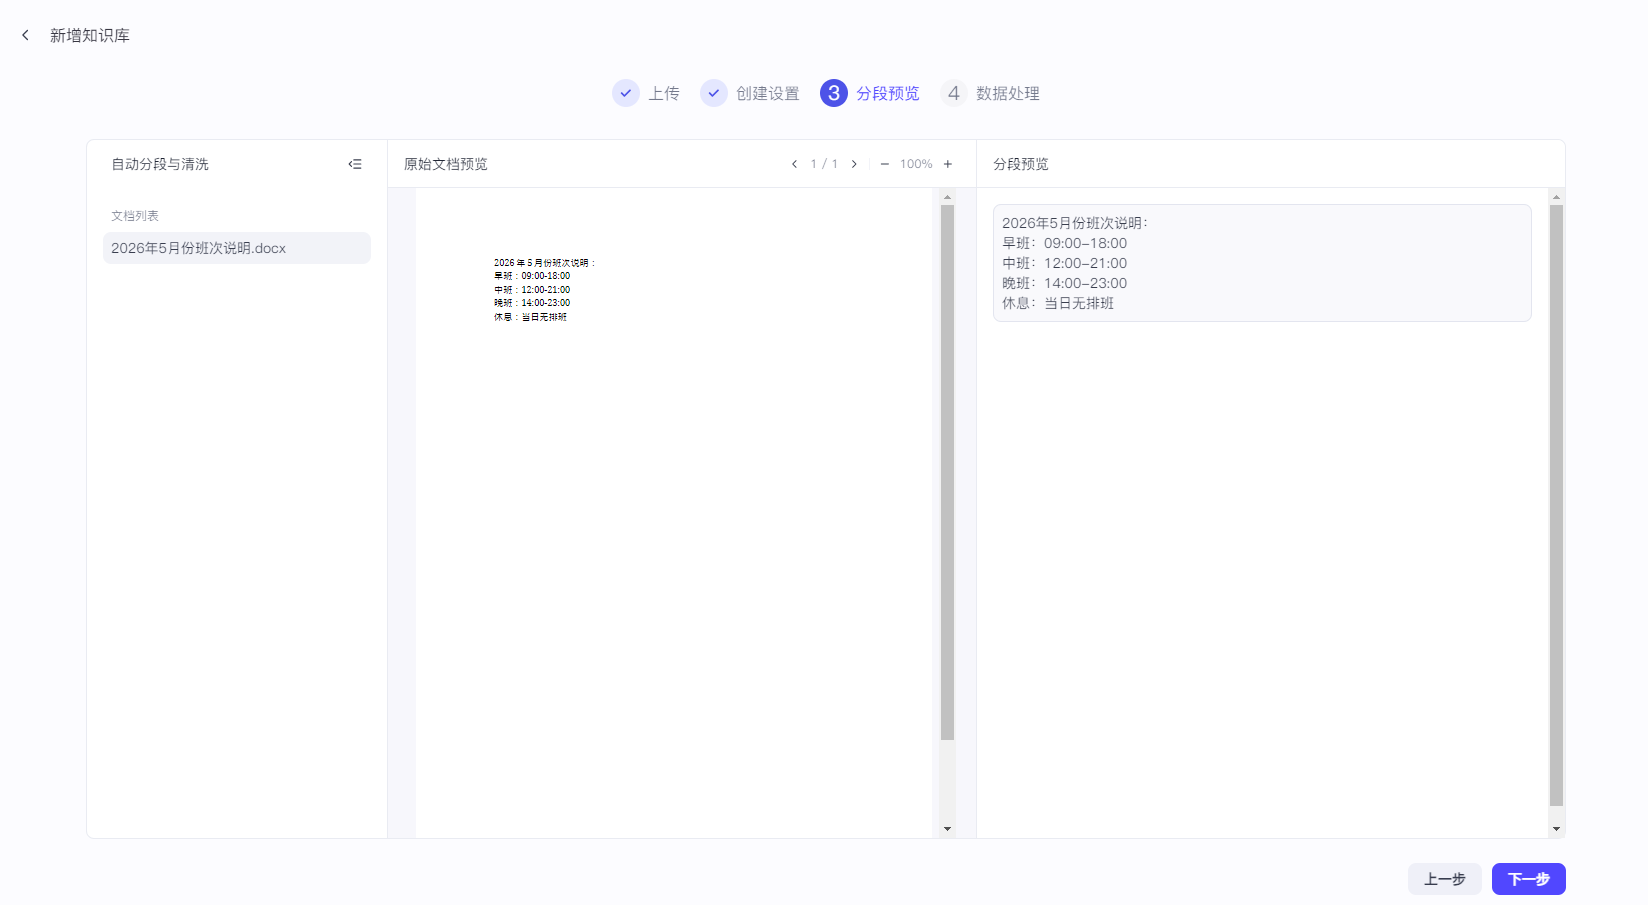 新增知识库
上传
创建设置
3 分段预览
4 数据处理
自动分段与清洗
文档列表
2026年5月份班次说明.docx
原始文档预览
1 / 1
100%
2026 年 5 月份班次说明：
早班：09:00-18:00
中班：12:00-21:00
晚班：14:00-23:00
休息：当日无排班
分段预览
2026年5月份班次说明：
早班：09:00-18:00
中班：12:00-21:00
晚班：14:00-23:00
休息：当日无排班
上一步
下一步